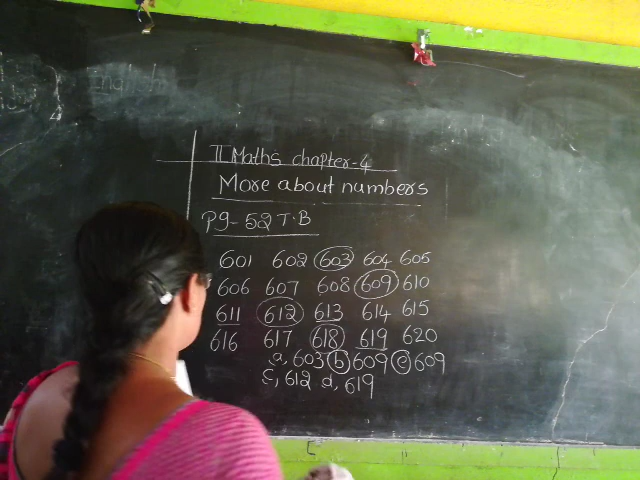 English
II Maths chapter-4
More about numbers
Pg-52 T.B
601 602 603 604 605
606 607 608 609 610
611 612 613 614 615
616 617 618 619 620
a, 603 b 609 c 609
c, 612 d, 619